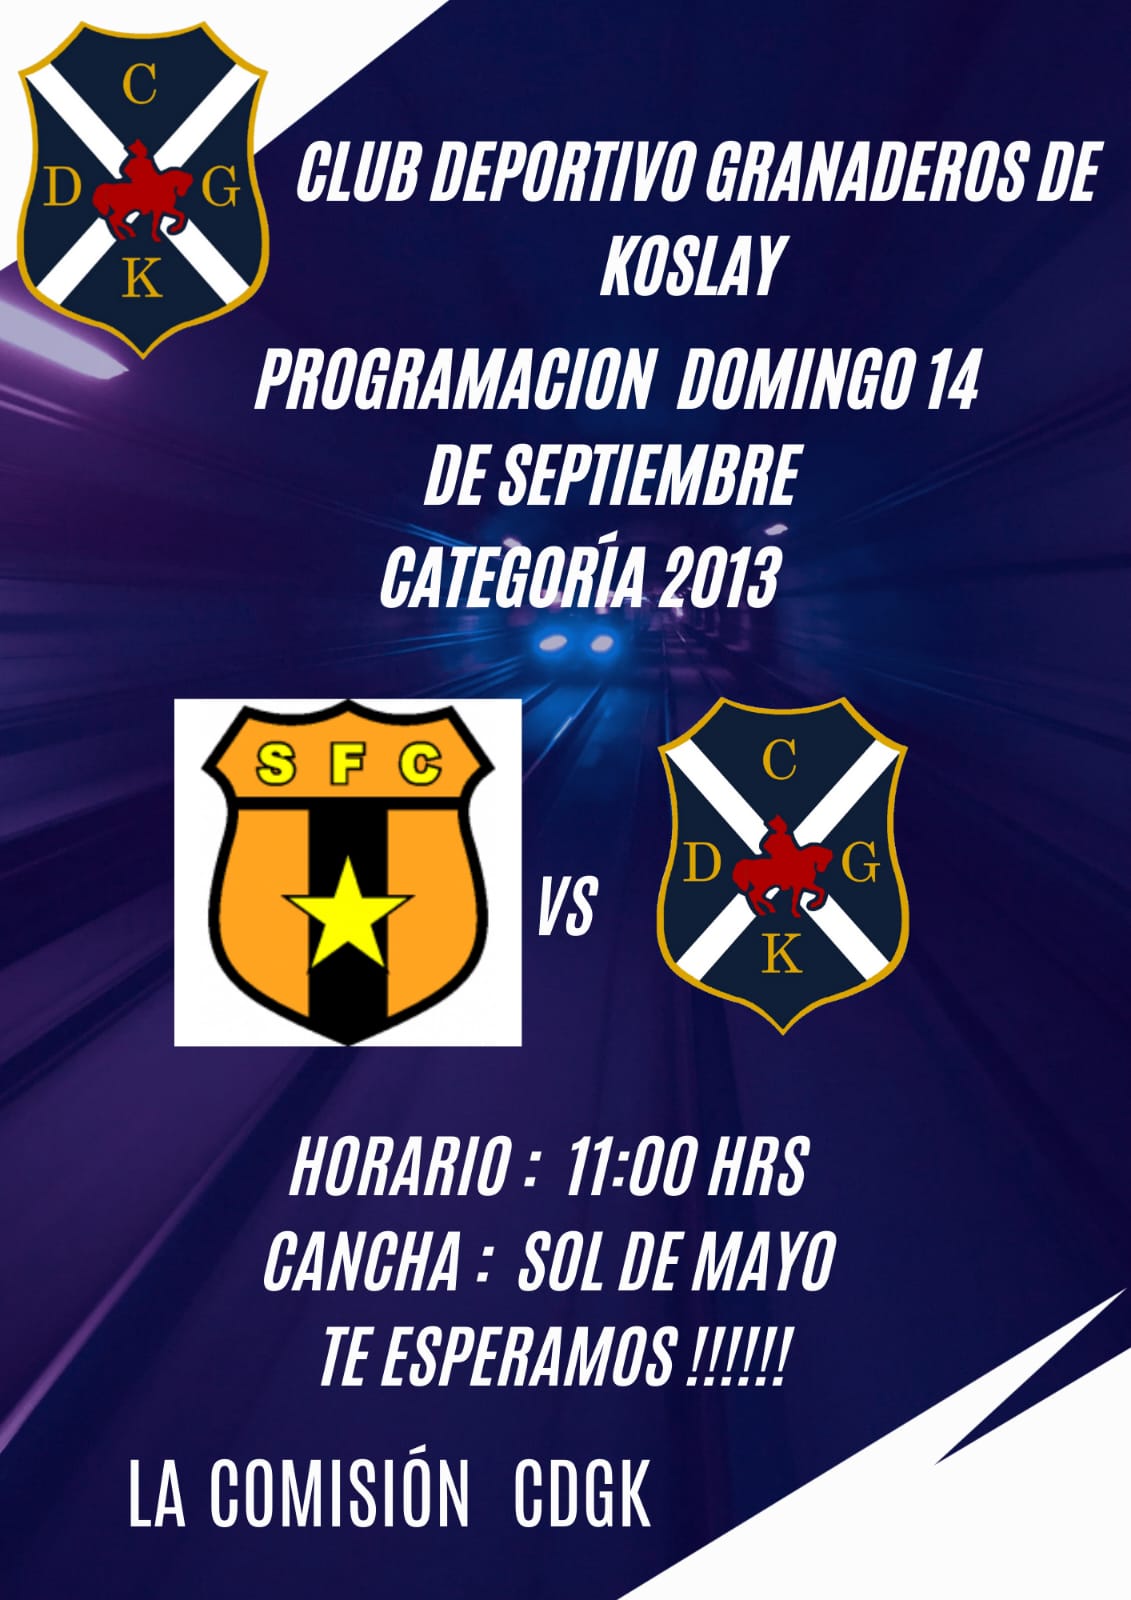 C
D G
K
CLUB DEPORTIVO GRANADEROS DE
KOSLAY
PROGRAMACION DOMINGO 14
DE SEPTIEMBRE
CATEGORÍA 2013
S F C
VS
C
D G
K
HORARIO : 11:00 HRS
CANCHA : SOL DE MAYO
TE ESPERAMOS !!!!!!
LA COMISIÓN CDGK